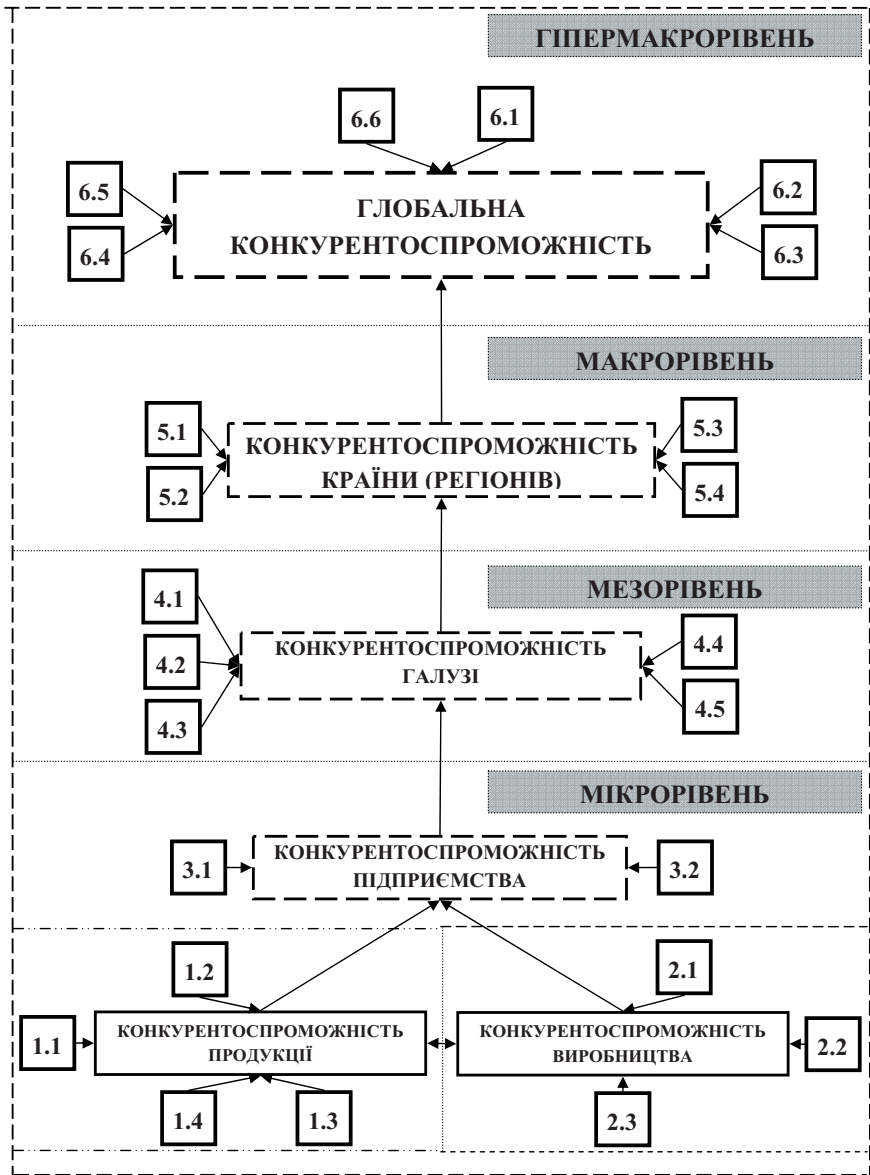 ГІПЕРМАКРОРІВЕНЬ
6.6
6.1
6.5
6.2
ГЛОБАЛЬНА
КОНКУРЕНТОСПРОМОЖНІСТЬ
6.4
6.3
МАКРОРІВЕНЬ
5.1
5.3
КОНКУРЕНТОСПРОМОЖНІСТЬ
КРАЇНИ (РЕГІОНІВ)
5.2
5.4
МЕЗОРІВЕНЬ
4.1
4.4
КОНКУРЕНТОСПРОМОЖНІСТЬ
ГАЛУЗІ
4.2
4.3
4.5
МІКРОРІВЕНЬ
КОНКУРЕНТОСПРОМОЖНІСТЬ
ПІДПРИЄМСТВА
3.1
3.2
1.2
2.1
1.1
КОНКУРЕНТОСПРОМОЖНІСТЬ
ПРОДУКЦІЇ
КОНКУРЕНТОСПРОМОЖНІСТЬ
ВИРОБНИЦТВА
2.2
1.4
1.3
2.3